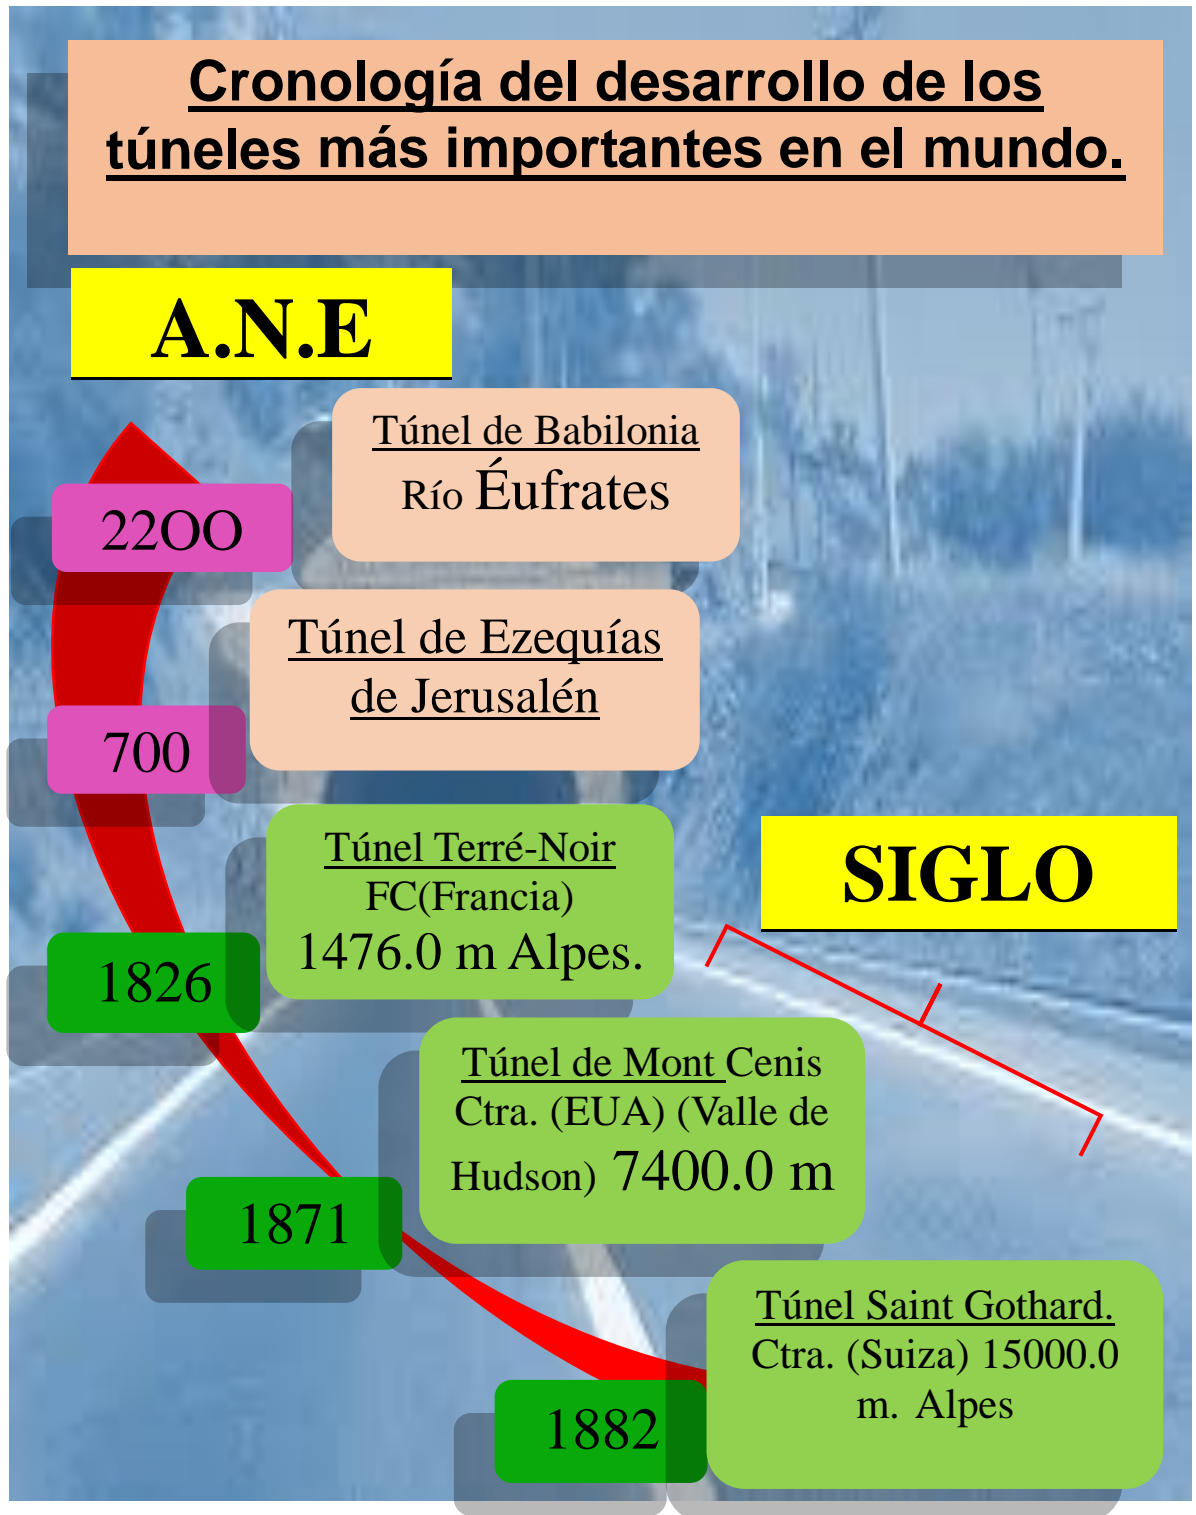 Cronología del desarrollo de los
túneles más importantes en el mundo.
A.N.E
Túnel de Babilonia
Río Éufrates
22OO
Túnel de Ezequías
de Jerusalén
700
Túnel Terré-Noir
FC(Francia)
1476.0 m Alpes.
SIGLO
1826
Túnel de Mont Cenis
Ctra. (EUA) (Valle de
Hudson) 7400.0 m
1871
Túnel Saint Gothard.
Ctra. (Suiza) 15000.0
m. Alpes
1882